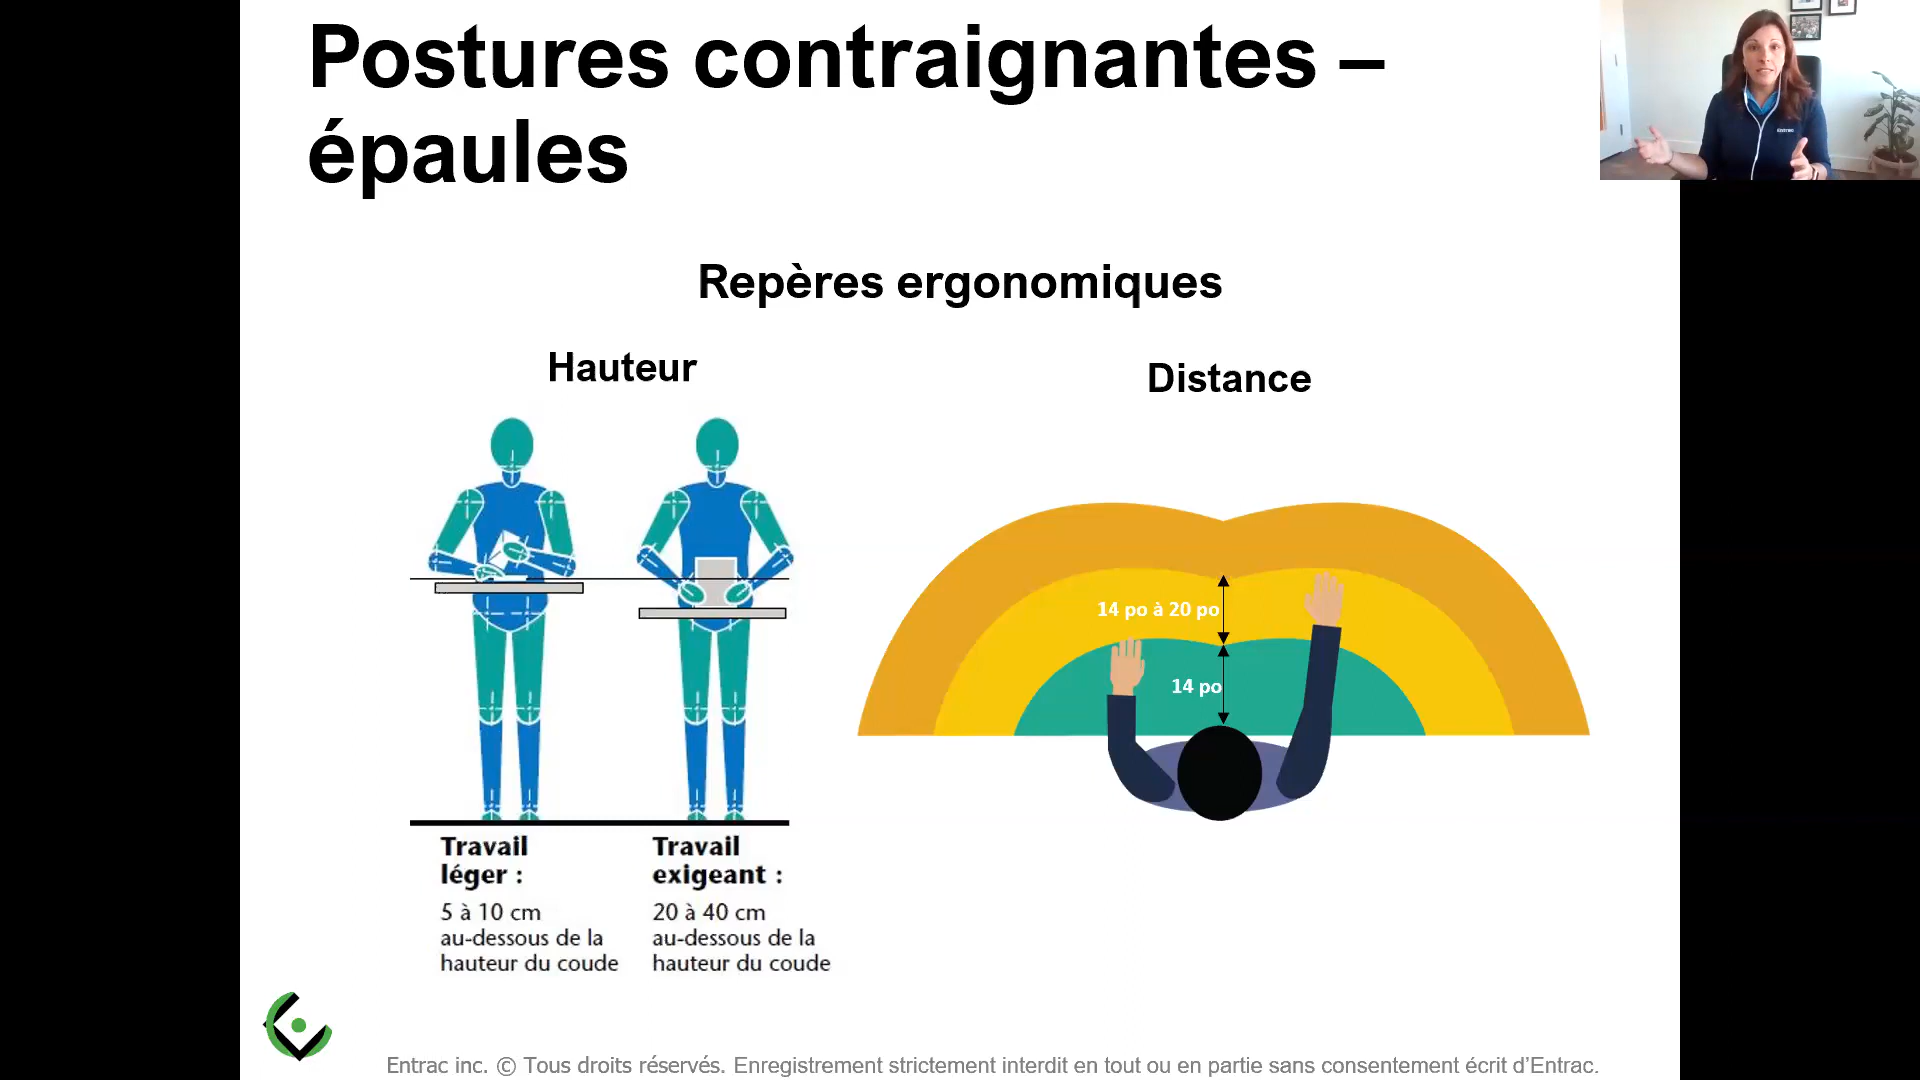 Postures contraignantes –
épaules
Repères ergonomiques
Hauteur
Distance
14 po à 20 po
14 po
Travail
léger :
5 à 10 cm
au-dessous de la
hauteur du coude
Travail
exigeant :
20 à 40 cm
au-dessous de la
hauteur du coude
Entrac inc. © Tous droits réservés. Enregistrement strictement interdit en tout ou en partie sans consentement écrit d’Entrac.